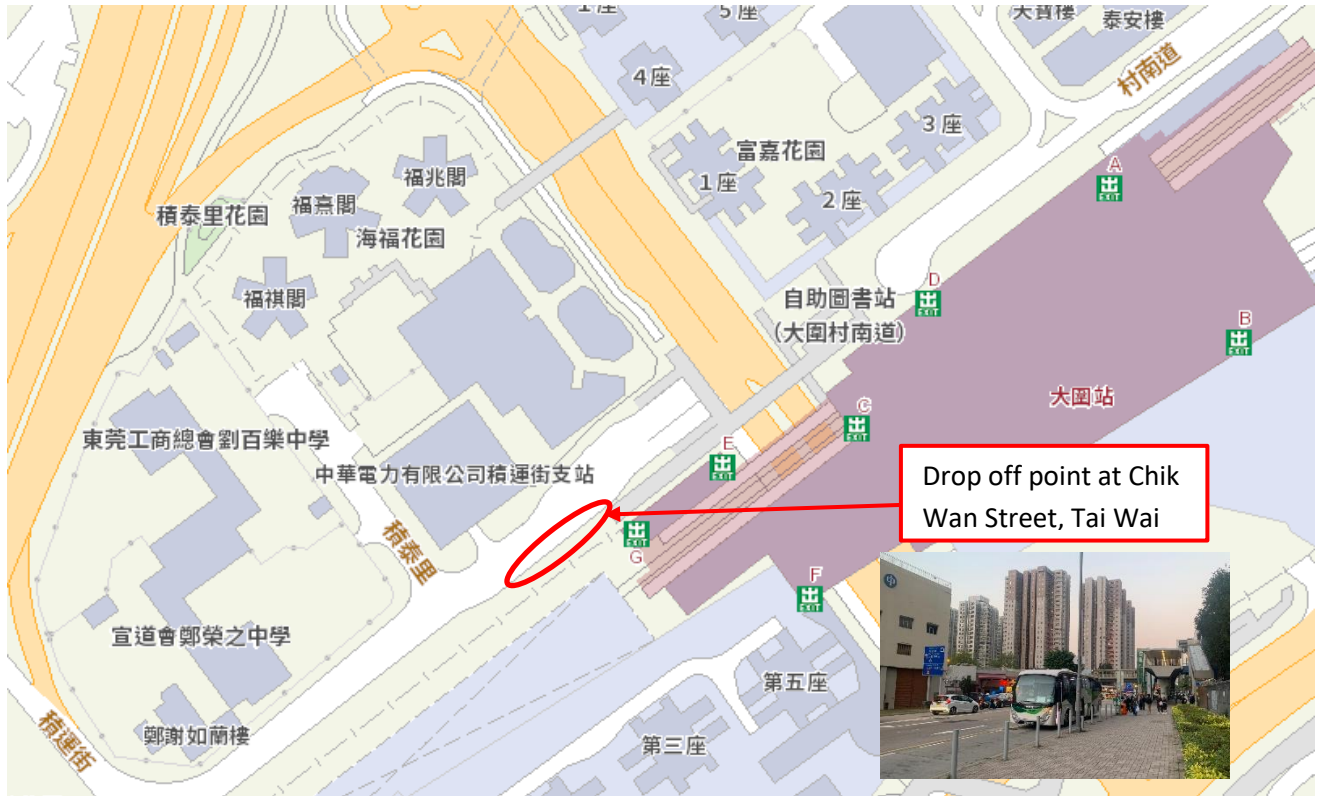 1座
5座
天寶樓
泰安樓
村南道
4座
3座
富嘉花園
1座
2座
A
出
EXIT
福兆閣
福熹閣
積泰里花園
海福花園
福祺閣
D
出
EXIT
自助圖書站
(大圍村南道)
B
出
EXIT
大圍站
C
出
EXIT
東莞工商總會劉百樂中學
E
出
EXIT
中華電力有限公司積運街支站
Drop off point at Chik
Wan Street, Tai Wai
積泰里
出
EXIT
G
F
出
EXIT
宣道會鄭榮之中學
第五座
鄭謝如蘭樓
第三座
積運街